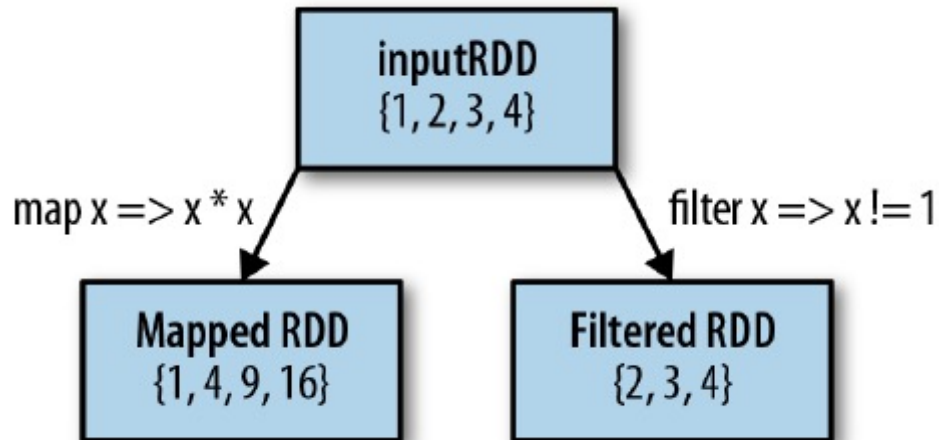 inputRDD
{1, 2, 3, 4}
map x => x * x
filter x => x != 1
Mapped RDD
{1, 4, 9, 16}
Filtered RDD
{2, 3, 4}